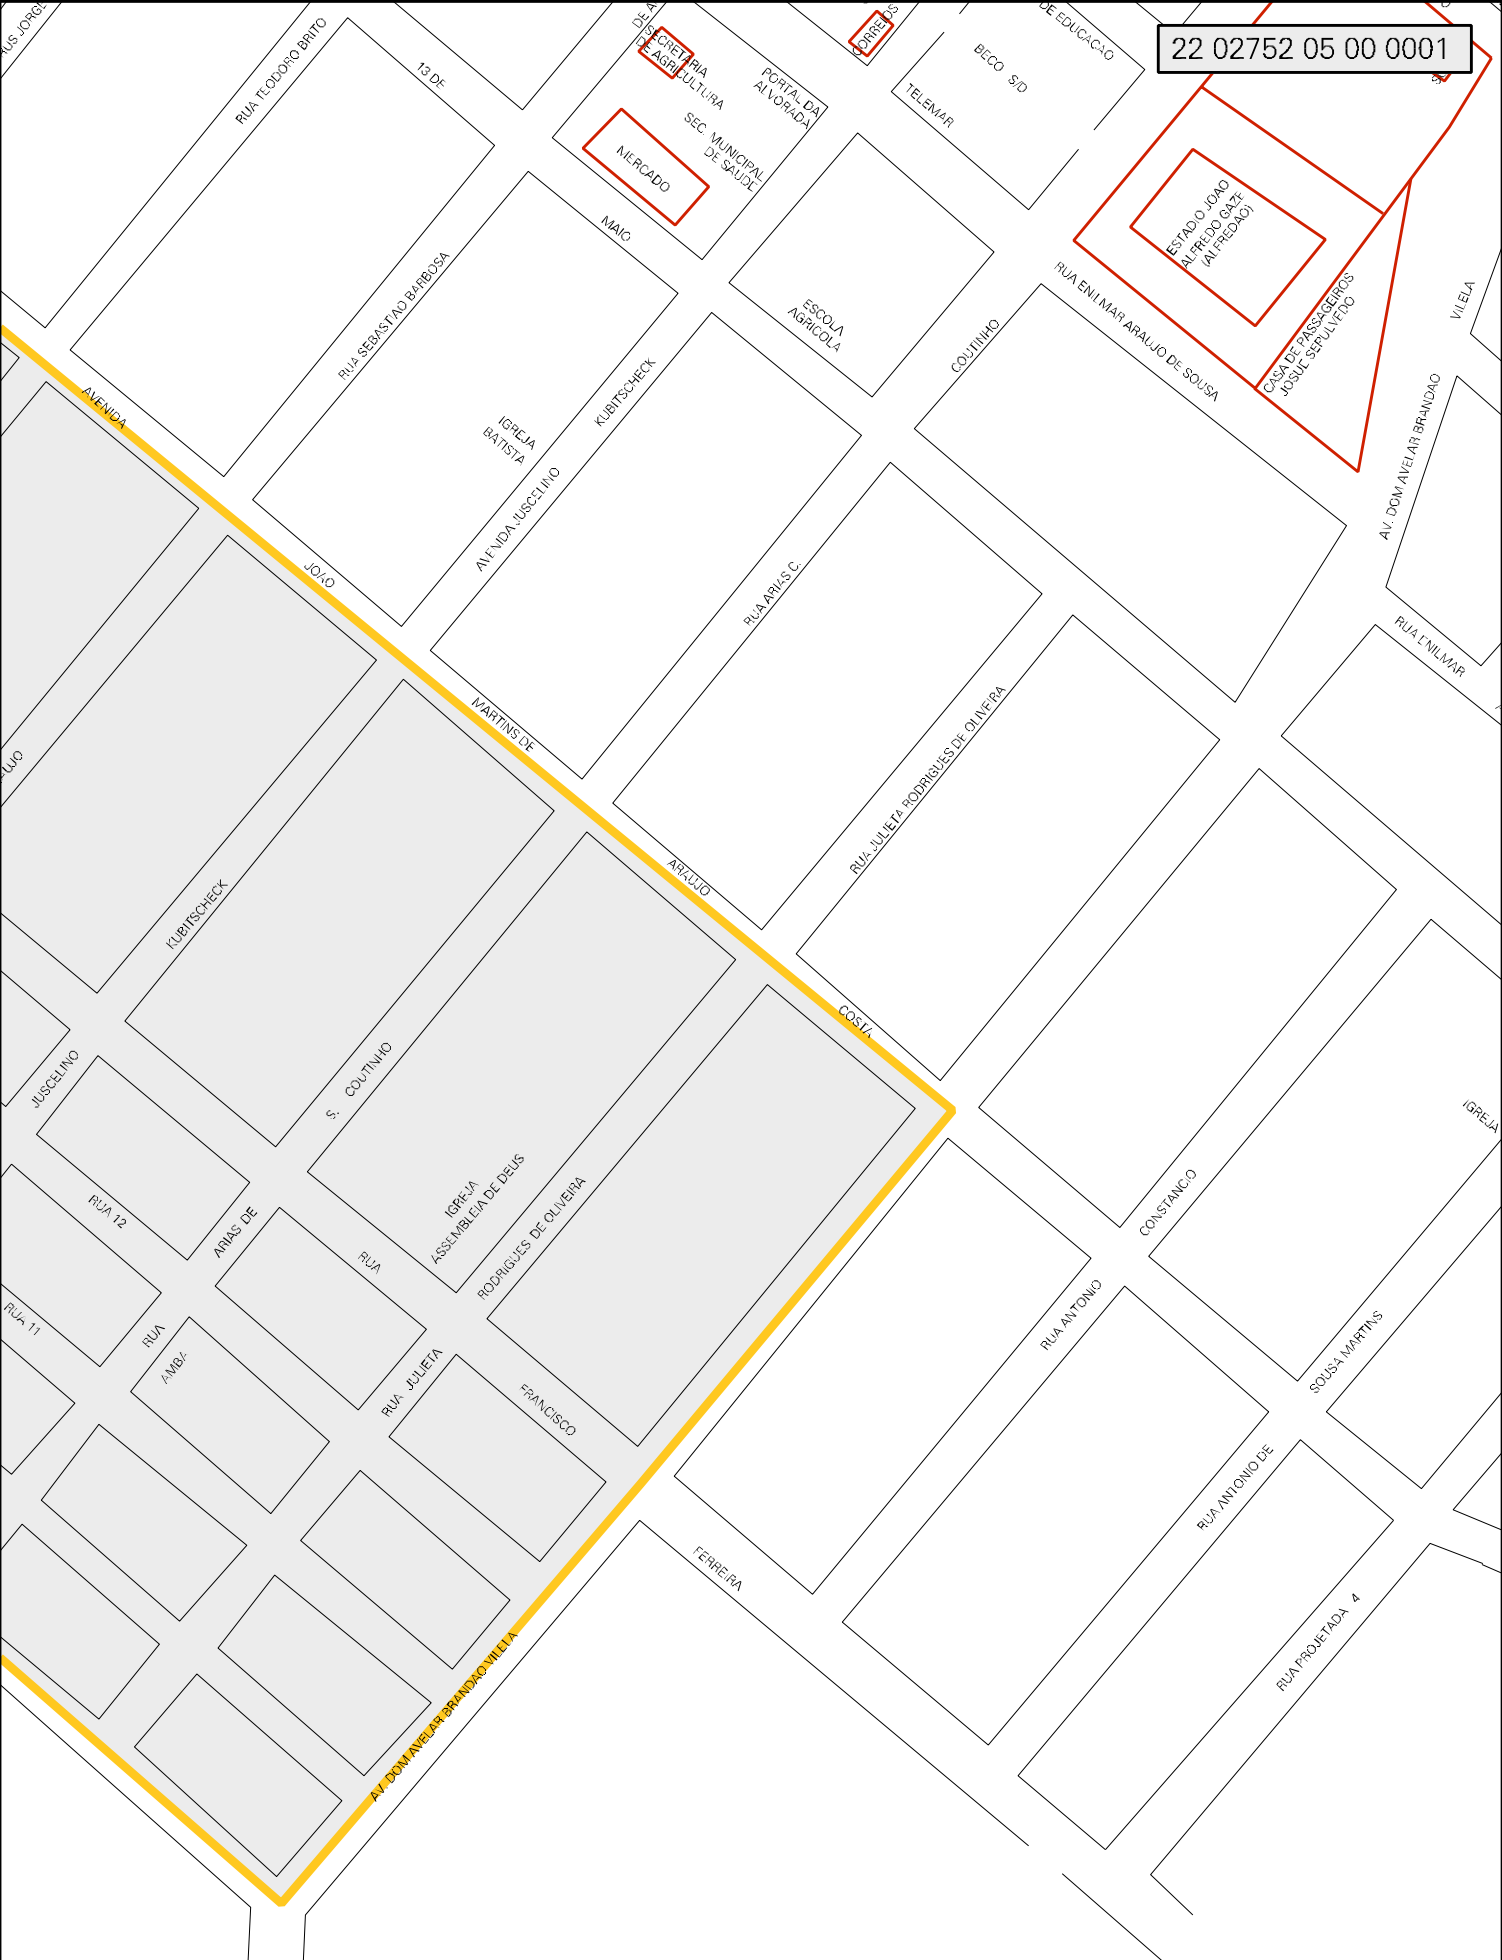 22 02752 05 00 0001
RUA TEODORO BRITO
13 DE
SECRETARIA
DE AGRICULTURA
CORREIOS
DE EDUCACAO
BECO S/D
PORTAL DA
ALVORADA
TELEMAR
SEC. MUNICIPAL
DE SAUDE
MERCADO
MAIO
ESTADIO JOAO
ALFREDO GAZE
(ALFREDAO)
RUA SEBASTIAO BARBOSA
RUA ENILMAR ARAUJO DE SOUSA
CASA DE PASSAGEIROS
JOSUE SEPULVEDO
VILELA
ESCOLA
AGRICOLA
COUTINHO
AVENIDA
KUBITSCHECK
IGREJA
BATISTA
AV. DOM AVELAR BRANDAO
AVENIDA JUSCELINO
JOAO
RUA ARIAS C.
RUA ENILMAR
MARTINS DE
RUA JULIETA RODRIGUES DE OLIVEIRA
ARAUJO
KUBITSCHECK
COSTA
JUSCELINO
S. COUTINHO
IGREJA
CONSTANCIO
IGREJA
ASSEMBLEIA DE DEUS
RUA 12
ARIAS DE
RUA
RODRIGUES DE OLIVEIRA
RUA 11
RUA
AMBA
RUA ANTONIO
SOUSA MARTINS
RUA JULIETA
FRANCISCO
RUA ANTONIO DE
FERREIRA
RUA PROJETADA 4
AV. DOM AVELAR BRANDAO VILELA